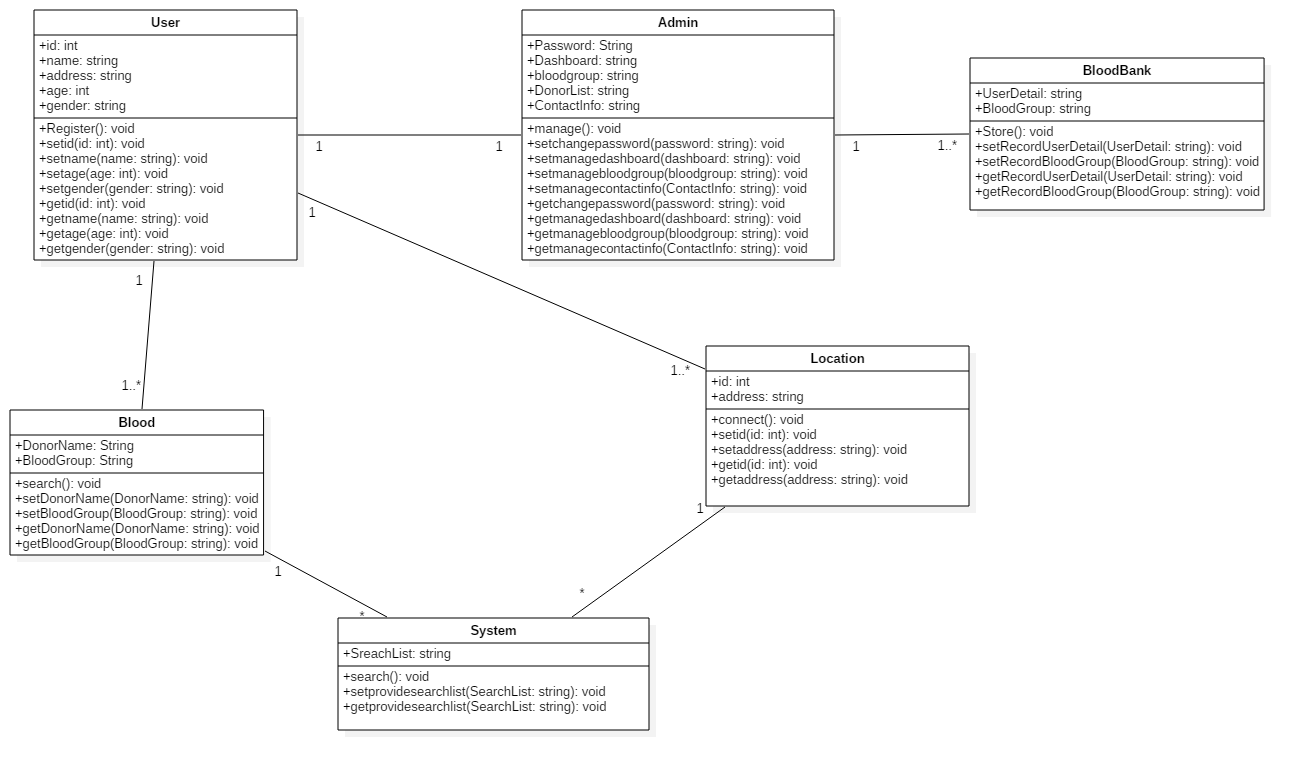 User
+id: int
+name: string
+address: string
+age: int
+gender: string
+Register(): void
+setid(id: int): void
+setname(name: string): void
+setage(age: int): void
+setgender(gender: string): void
+getid(id: int): void
+getname(name: string): void
+getage(age: int): void
+getgender(gender: string): void
1
1
Admin
+Password: String
+Dashboard: string
+bloodgroup: string
+DonorList: string
+ContactInfo: string
+manage(): void
+setchangepassword(password: string): void
+setmanagedashboard(dashboard: string): void
+setmanagebloodgroup(bloodgroup: string): void
+setmanagecontactinfo(ContactInfo: string): void
+getchangepassword(password: string): void
+getmanagedashboard(dashboard: string): void
+getmanagebloodgroup(bloodgroup: string): void
+getmanagecontactinfo(ContactInfo: string): void
1
1..*
BloodBank
+UserDetail: string
+BloodGroup: string
+Store(): void
+setRecordUserDetail(UserDetail: string): void
+setRecordBloodGroup(BloodGroup: string): void
+getRecordUserDetail(UserDetail: string): void
+getRecordBloodGroup(BloodGroup: string): void
1
1..*
1
1..*
Location
+id: int
+address: string
+connect(): void
+setid(id: int): void
+setaddress(address: string): void
+getid(id: int): void
+getaddress(address: string): void
Blood
+DonorName: String
+BloodGroup: String
+search(): void
+setDonorName(DonorName: string): void
+setBloodGroup(BloodGroup: string): void
+getDonorName(DonorName: string): void
+getBloodGroup(BloodGroup: string): void
1
*
1
*
System
+SreachList: string
+search(): void
+setprovidesearchlist(SearchList: string): void
+getprovidesearchlist(SearchList: string): void